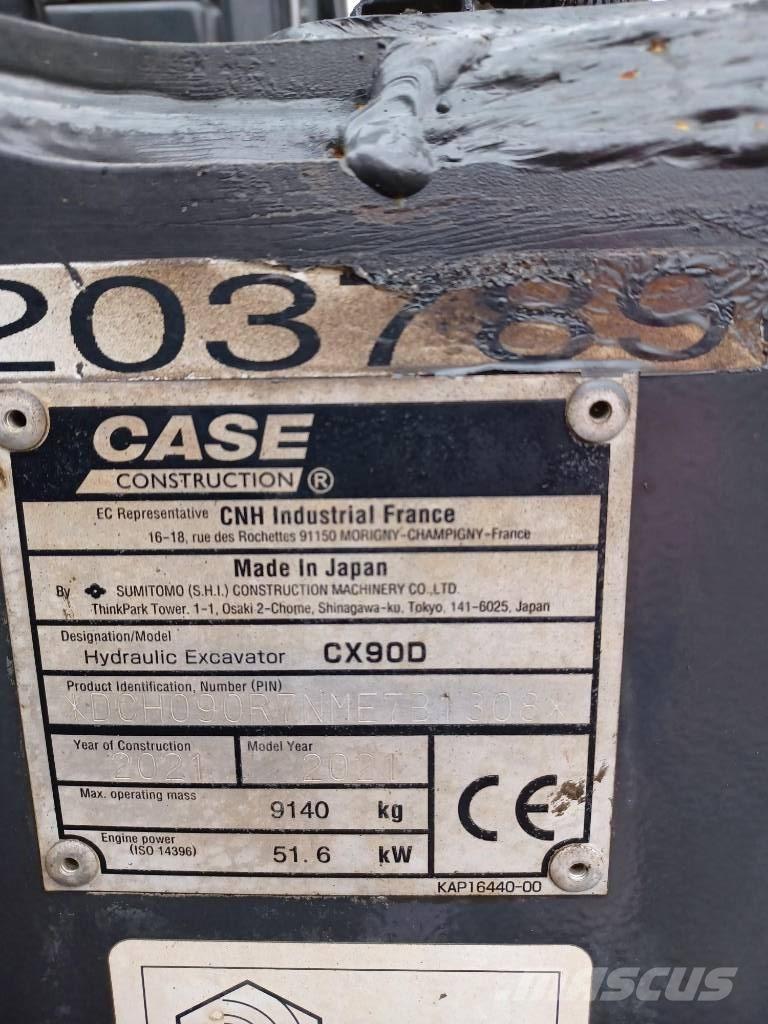 203789
CASE
CONSTRUCTION ®
EC Representative CNH Industrial France
16-18, rue des Rochettes 91150 MORIGNY-CHAMPIGNY-France
Made In Japan
By SUMITOMO (S.H.I.) CONSTRUCTION MACHINERY CO.,LTD.
ThinkPark Tower. 1-1, Osaki 2-Chome, Shinagawa-ku, Tokyo, 141-6025, Japan
Designation/Model
Hydraulic Excavator CX90D
Product Identification, Number (PIN)
Year of Construction Model Year
2021 2021
Max. operating mass 9140 kg
Engine power
(ISO 14396) 51.6 kW
CE
KAP16440-00
MASCUS